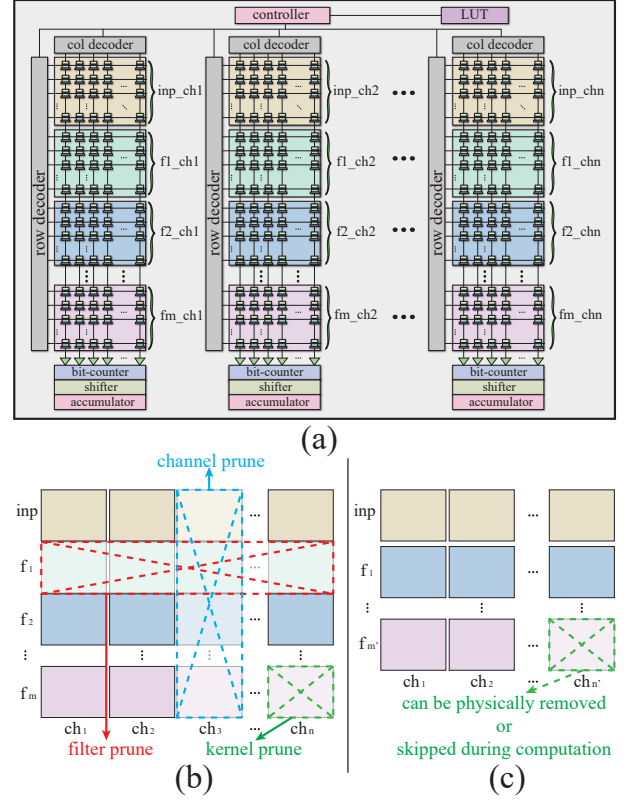 controller LUT
col decoder col decoder col decoder
row decoder row decoder row decoder
inp_ch1 inp_ch2 inp_chn
f1_ch1 f1_ch2 f1_chn
f2_ch1 f2_ch2 f2_chn
fm_ch1 fm_ch2 fm_chn
bit-counter bit-counter bit-counter
shifter shifter shifter
accumulator accumulator accumulator
(a)
channel prune
inp
f1
f2
fm
ch1 ch2 ch3 ... chn
filter prune kernel prune
(b)
inp
f1
fm'
ch1 ch2 ... chn'
can be physically removed
or
skipped during computation
(c)